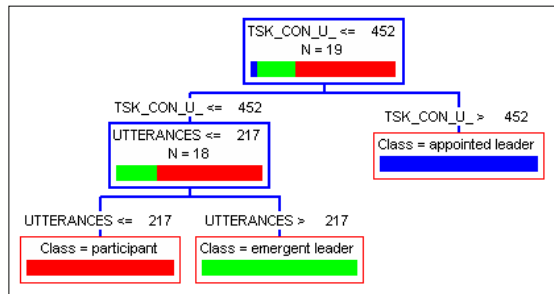 TSK_CON_U_ <= 452
N = 19
TSK_CON_U_ <= 452
TSK_CON_U_ > 452
UTTERANCES <= 217
N = 18
Class = appointed leader
UTTERANCES <= 217
UTTERANCES > 217
Class = participant
Class = emergent leader